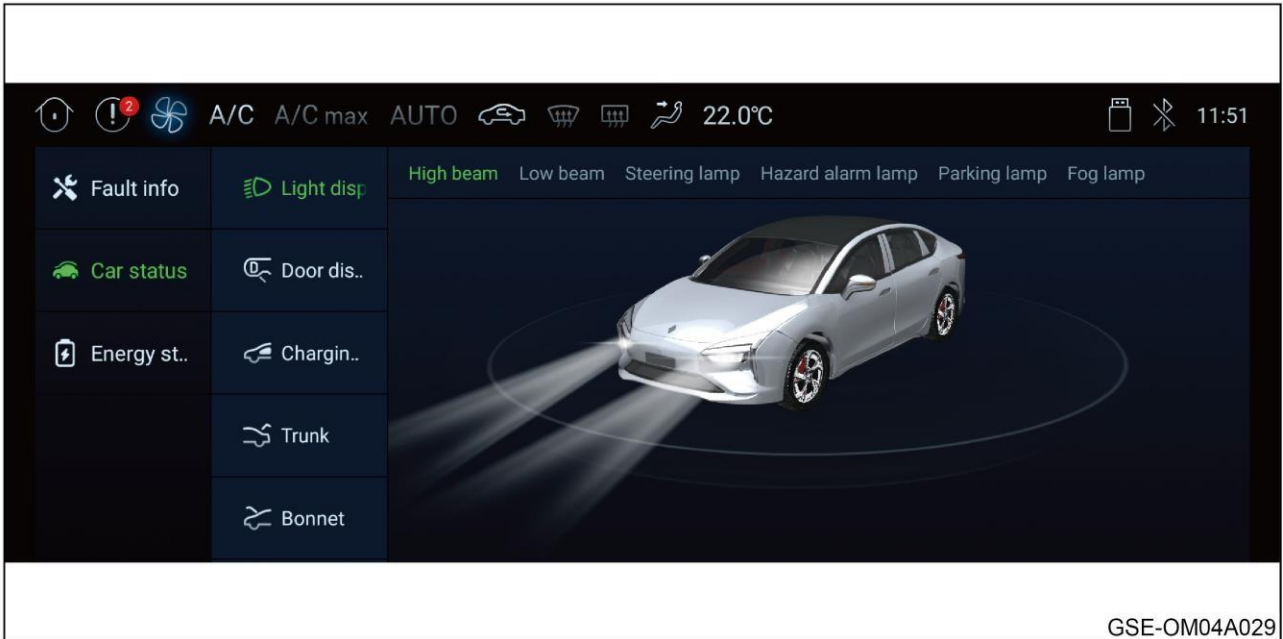 2 A/C A/C max AUTO 22.0℃ 11:51
Fault info
Car status
Energy st..
Light disp
Door dis..
Chargin..
Trunk
Bonnet
High beam Low beam Steering lamp Hazard alarm lamp Parking lamp Fog lamp
GSE-OM04A029